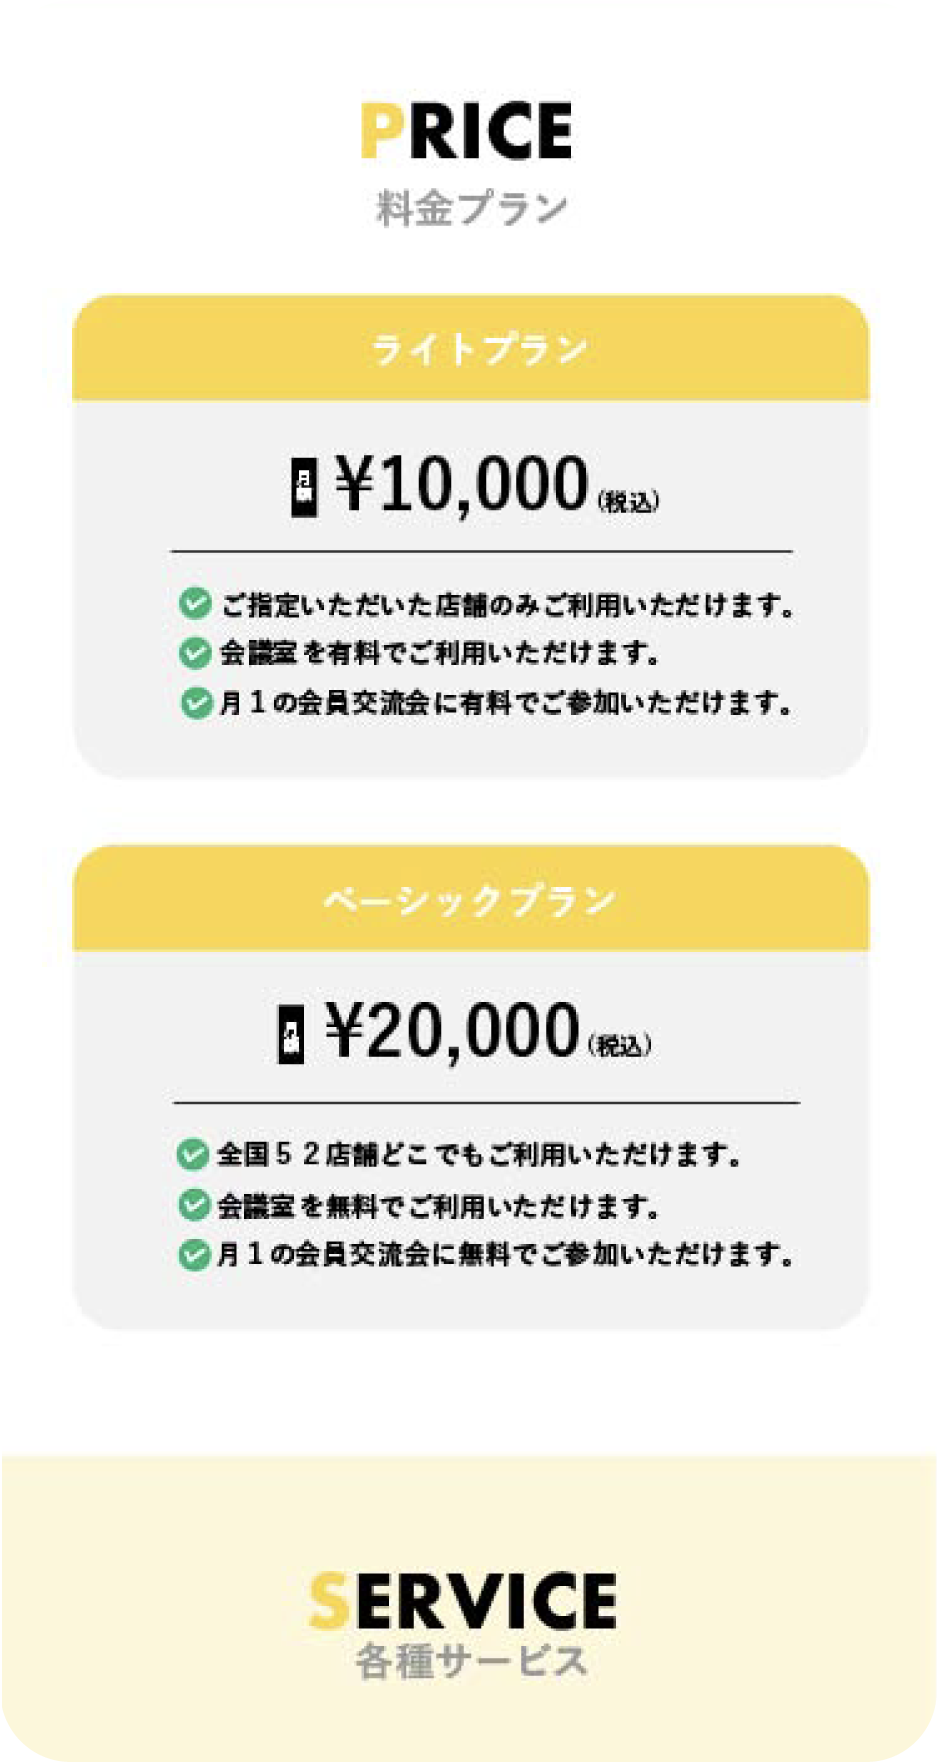 PRICE
料金プラン
ライトプラン
月額 ¥10,000 (税込)
ご指定いただいた店舗のみご利用いただけます。
会議室を有料でご利用いただけます。
月１の会員交流会に有料でご参加いただけます。
ベーシックプラン
¥20,000 (税込)
全国５２店舗どこでもご利用いただけます。
会議室を無料でご利用いただけます。
月１の会員交流会に無料でご参加いただけます。
SERVICE
各種サービス